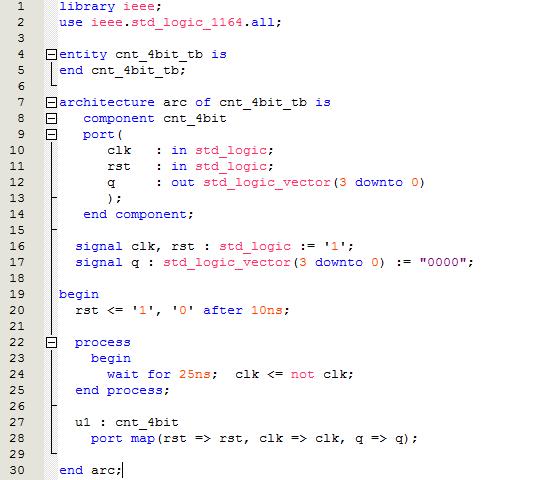 1 library ieee;
2 use ieee.std_logic_1164.all;
3
4 entity cnt_4bit_tb is
5 end cnt_4bit_tb;
6
7 architecture arc of cnt_4bit_tb is
8 component cnt_4bit
9 port(
10 clk : in std_logic;
11 rst : in std_logic;
12 q : out std_logic_vector(3 downto 0)
13 );
14 end component;
15
16 signal clk, rst : std_logic := '1';
17 signal q : std_logic_vector(3 downto 0) := "0000";
18
19 begin
20 rst <= '1', '0' after 10ns;
21
22 process
23 begin
24 wait for 25ns; clk <= not clk;
25 end process;
26
27 u1 : cnt_4bit
28 port map(rst => rst, clk => clk, q => q);
29
30 end arc;